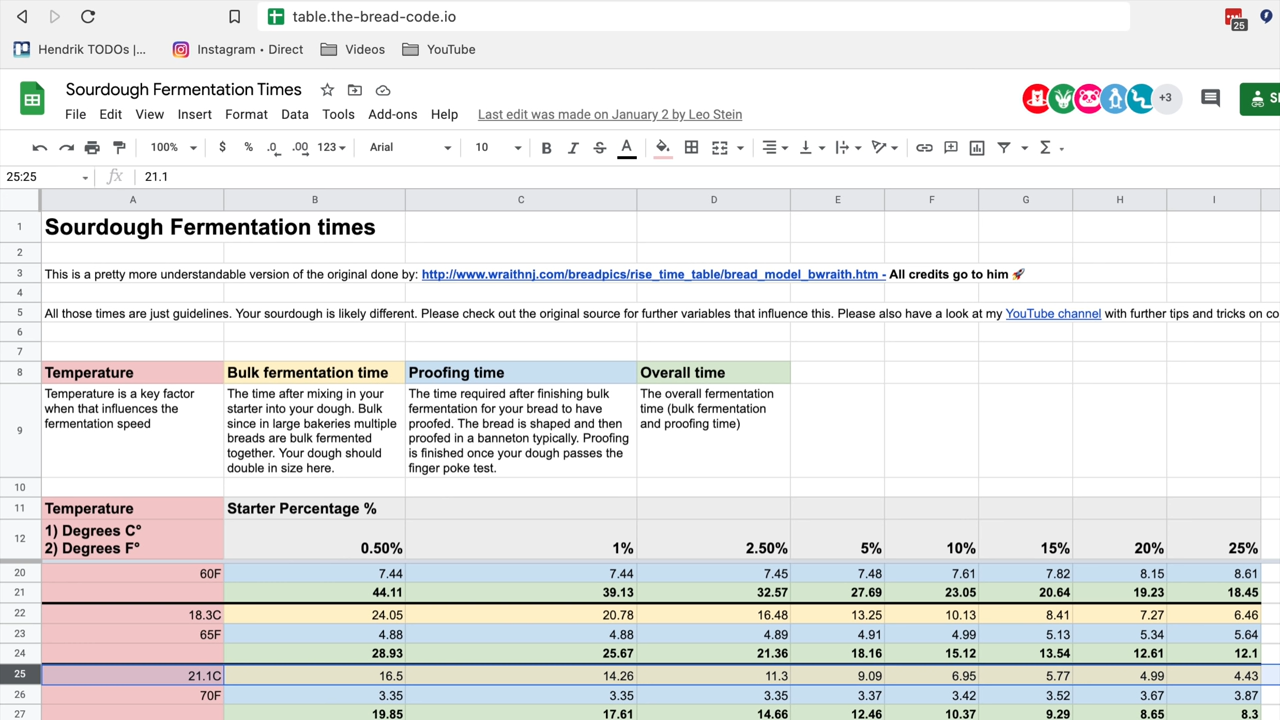 table.the-bread-code.io
25
Hendrik TODOs |... Instagram • Direct Videos YouTube
Sourdough Fermentation Times
+3
File Edit View Insert Format Data Tools Add-ons Help Last edit was made on January 2 by Leo Stein
100% $ % .0 .00 123 Arial 10 B I S A Σ
25:25 fx 21.1
A B C D E F G H I
1 Sourdough Fermentation times
2
3 This is a pretty more understandable version of the original done by: http://www.wraithnj.com/breadpics/rise_time_table/bread_model_bwraith.htm - All credits go to him 🚀
4
5 All those times are just guidelines. Your sourdough is likely different. Please check out the original source for further variables that influence this. Please also have a look at my YouTube channel with further tips and tricks on co
6
7
8 Temperature Bulk fermentation time Proofing time Overall time
9
Temperature is a key factor
when that influences the
fermentation speed
The time after mixing in your
starter into your dough. Bulk
since in large bakeries multiple
breads are bulk fermented
together. Your dough should
double in size here.
The time required after finishing bulk
fermentation for your bread to have
proofed. The bread is shaped and then
proofed in a banneton typically. Proofing
is finished once your dough passes the
finger poke test.
The overall fermentation
time (bulk fermentation
and proofing time)
10
11 Temperature Starter Percentage %
12
1) Degrees C°
2) Degrees F°
0.50% 1% 2.50% 5% 10% 15% 20% 25%
20 60F 7.44 7.44 7.45 7.48 7.61 7.82 8.15 8.61
21 44.11 39.13 32.57 27.69 23.05 20.64 19.23 18.45
22 18.3C 24.05 20.78 16.48 13.25 10.13 8.41 7.27 6.46
23 65F 4.88 4.88 4.89 4.91 4.99 5.13 5.34 5.64
24 28.93 25.67 21.36 18.16 15.12 13.54 12.61 12.1
25 21.1C 16.5 14.26 11.3 9.09 6.95 5.77 4.99 4.43
26 70F 3.35 3.35 3.35 3.37 3.42 3.52 3.67 3.87
27 19.85 17.61 14.66 12.46 10.37 9.29 8.65 8.3